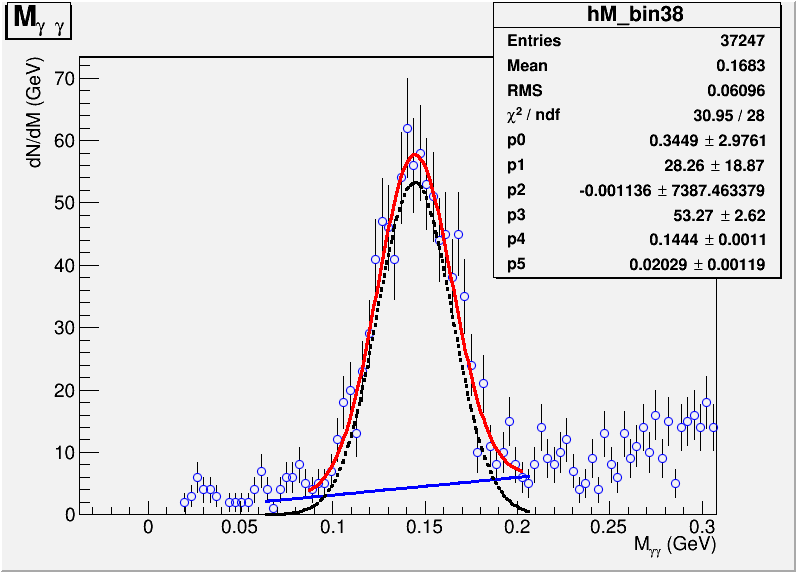 Mγ γ
hM_bin38
Entries 37247
Mean 0.1683
RMS 0.06096
χ² / ndf 30.95 / 28
p0 0.3449 ± 2.9761
p1 28.26 ± 18.87
p2 -0.001136 ± 7387.463379
p3 53.27 ± 2.62
p4 0.1444 ± 0.0011
p5 0.02029 ± 0.00119
dN/dM (GeV)
70
60
50
40
30
20
10
0
0 0.05 0.1 0.15 0.2 0.25 0.3
Mγγ (GeV)